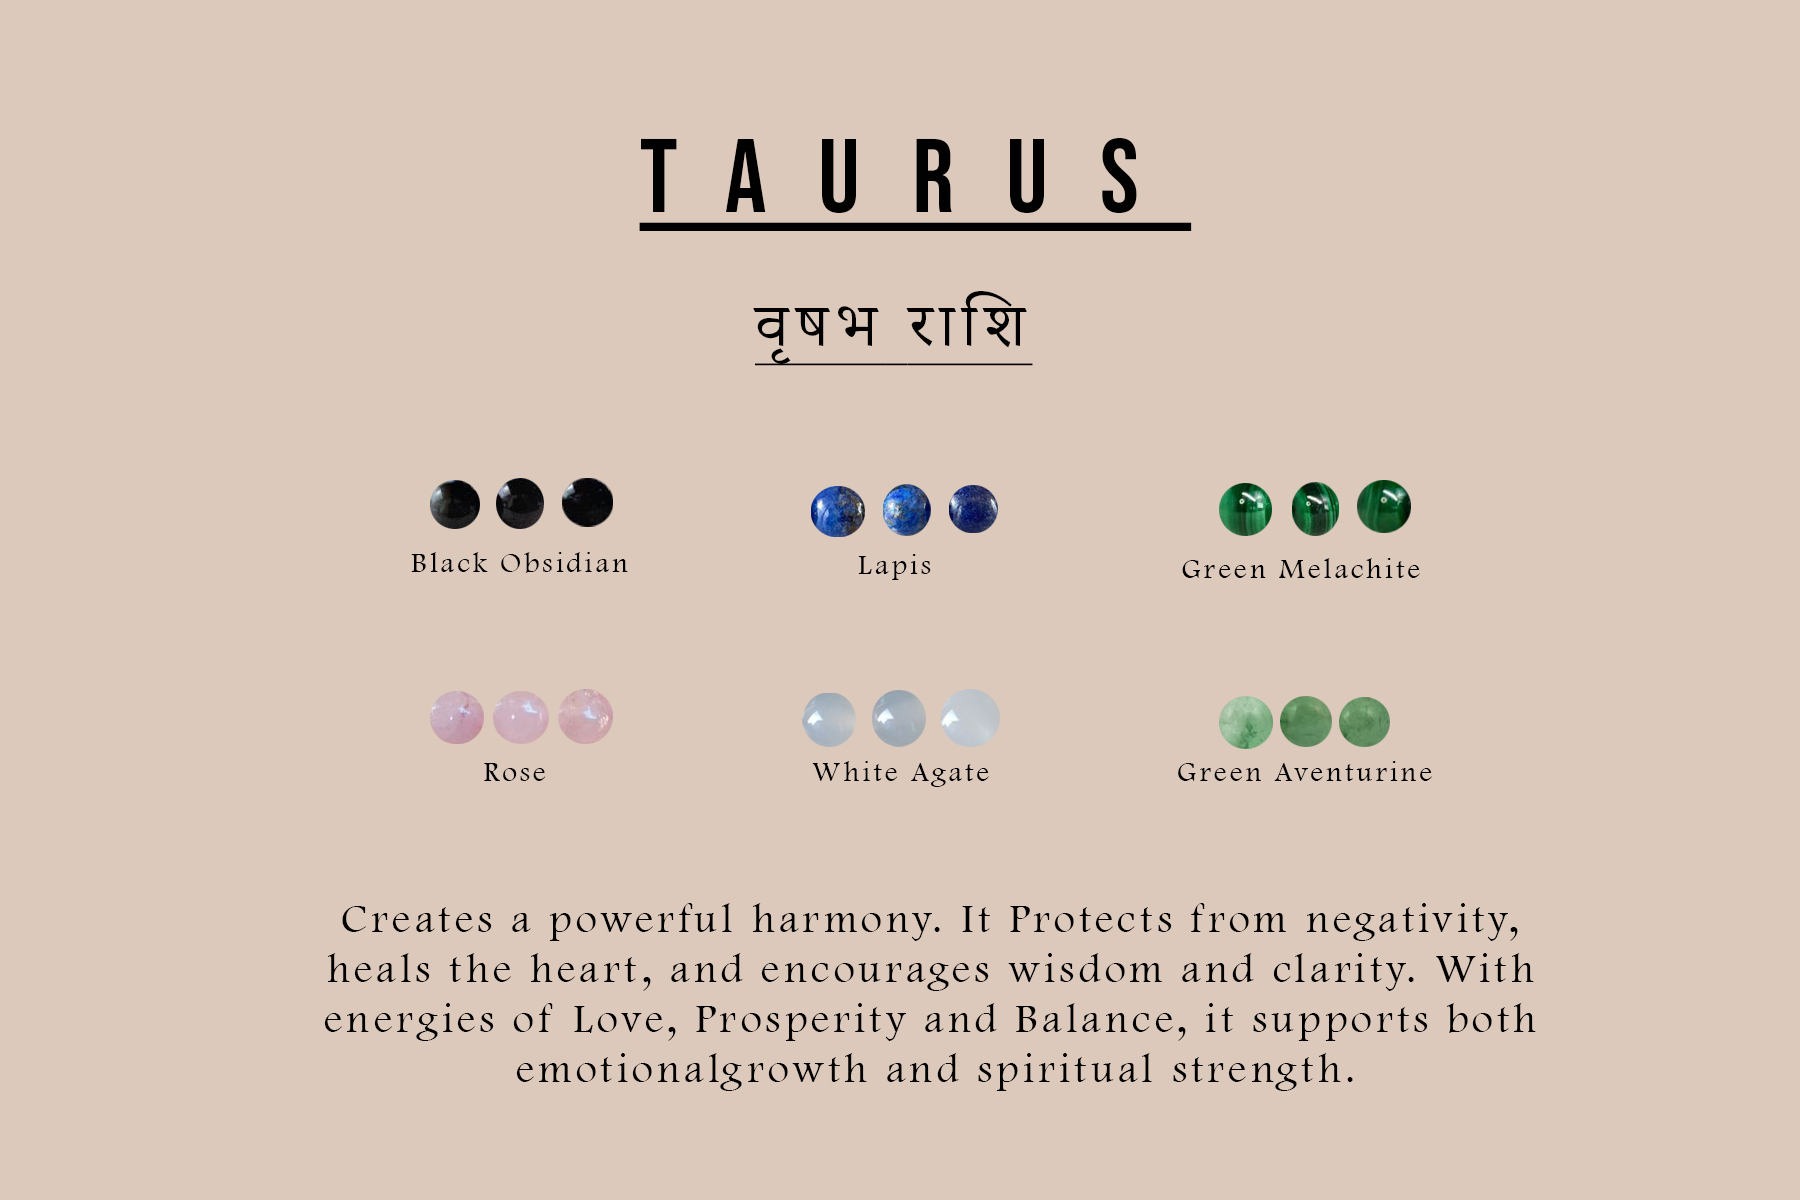 TAURUS
वृषभ राशि
Black Obsidian
Lapis
Green Melachite
Rose
White Agate
Green Aventurine
Creates a powerful harmony. It Protects from negativity,
heals the heart, and encourages wisdom and clarity. With
energies of Love, Prosperity and Balance, it supports both
emotionalgrowth and spiritual strength.